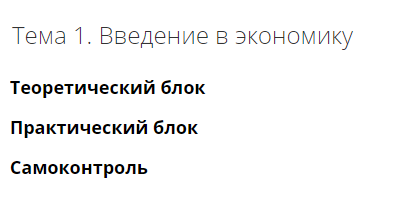 Тема 1. Введение в экономику
Теоретический блок
Практический блок
Самоконтроль